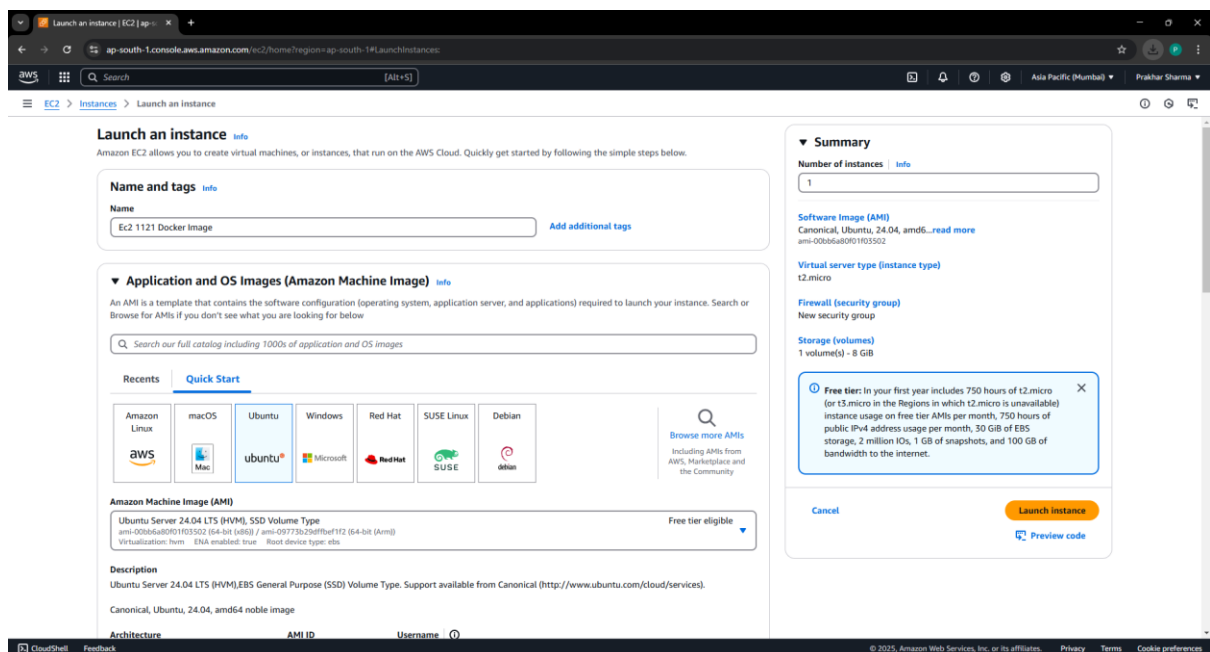 Launch an instance | EC2 | ap-s
ap-south-1.console.aws.amazon.com/ec2/home?region=ap-south-1#LaunchInstances:
aws
Search
[Alt+S]
Asia Pacific (Mumbai)
Prakhar Sharma
EC2 > Instances > Launch an instance
Launch an instance Info
Amazon EC2 allows you to create virtual machines, or instances, that run on the AWS Cloud. Quickly get started by following the simple steps below.
Name and tags Info
Name
Ec2 1121 Docker Image
Add additional tags
Application and OS Images (Amazon Machine Image) Info
An AMI is a template that contains the software configuration (operating system, application server, and applications) required to launch your instance. Search or
Browse for AMIs if you don't see what you are looking for below
Search our full catalog including 1000s of application and OS images
Recents
Quick Start
Amazon
Linux
aws
macOS
Mac
Ubuntu
ubuntu
Windows
Microsoft
Red Hat
Red Hat
SUSE Linux
SUSE
Debian
debian
Browse more AMIs
Including AMIs from
AWS, Marketplace and
the Community
Amazon Machine Image (AMI)
Ubuntu Server 24.04 LTS (HVM), SSD Volume Type
Free tier eligible
ami-00bb6a80f01f03502 (64-bit (x86)) / ami-09773b29dffbef1f2 (64-bit (Arm))
Virtualization: hvm ENA enabled: true Root device type: ebs
Description
Ubuntu Server 24.04 LTS (HVM),EBS General Purpose (SSD) Volume Type. Support available from Canonical (http://www.ubuntu.com/cloud/services).
Canonical, Ubuntu, 24.04, amd64 noble image
Architecture
AMI ID
Username
Summary
Number of instances Info
1
Software Image (AMI)
Canonical, Ubuntu, 24.04, amd6...read more
ami-00bb6a80f01f03502
Virtual server type (instance type)
t2.micro
Firewall (security group)
New security group
Storage (volumes)
1 volume(s) - 8 GiB
Free tier: In your first year includes 750 hours of t2.micro
(or t3.micro in the Regions in which t2.micro is unavailable)
instance usage on free tier AMIs per month, 750 hours of
public IPv4 address usage per month, 30 GiB of EBS
storage, 2 million IOs, 1 GB of snapshots, and 100 GB of
bandwidth to the internet.
Cancel
Launch instance
Preview code
CloudShell
Feedback
© 2025, Amazon Web Services, Inc. or its affiliates.
Privacy
Terms
Cookie preferences